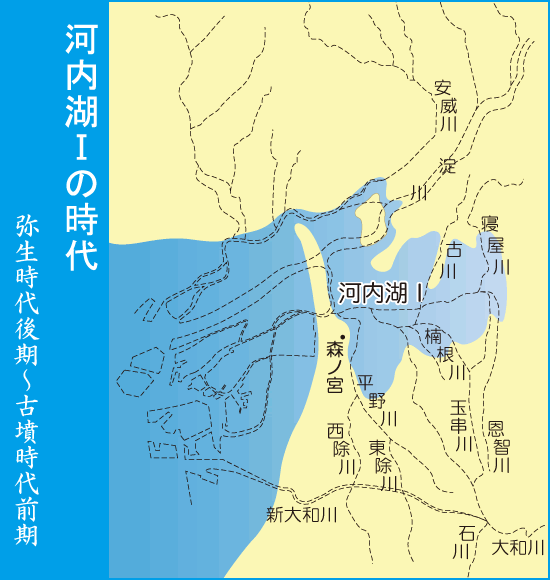 河内湖Ⅰの時代
弥生時代後期～古墳時代前期
安威川
淀川
寝屋川
古川
河内湖Ⅰ
楠根川
森ノ宮
平野川
玉串川
恩智川
西除川
東除川
新大和川
石川
大和川